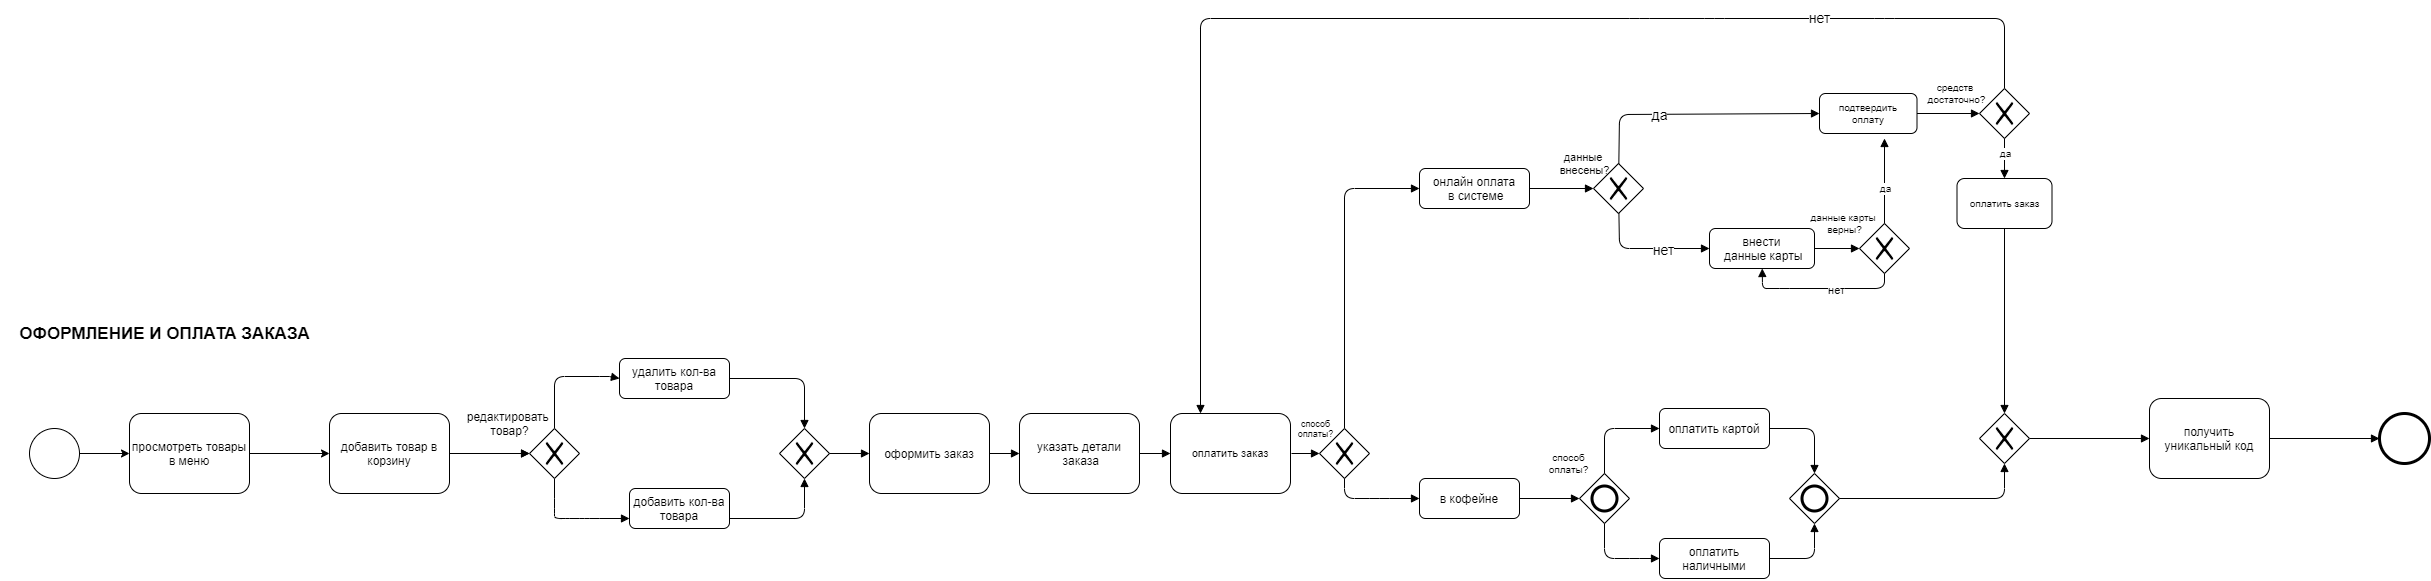 нет
средств
достаточно?
подтвердить
оплату
да
данные
внесены?
да
онлайн оплата
в системе
да
оплатить заказ
данные карты
верны?
внести
данные карты
нет
нет
ОФОРМЛЕНИЕ И ОПЛАТА ЗАКАЗА
удалить кол-ва
товара
редактировать
товар?
просмотреть товары
в меню
добавить товар в
корзину
добавить кол-ва
товара
оформить заказ
указать детали
заказа
оплатить заказ
способ
оплаты?
в кофейне
способ
оплаты?
оплатить картой
оплатить
наличными
получить
уникальный код